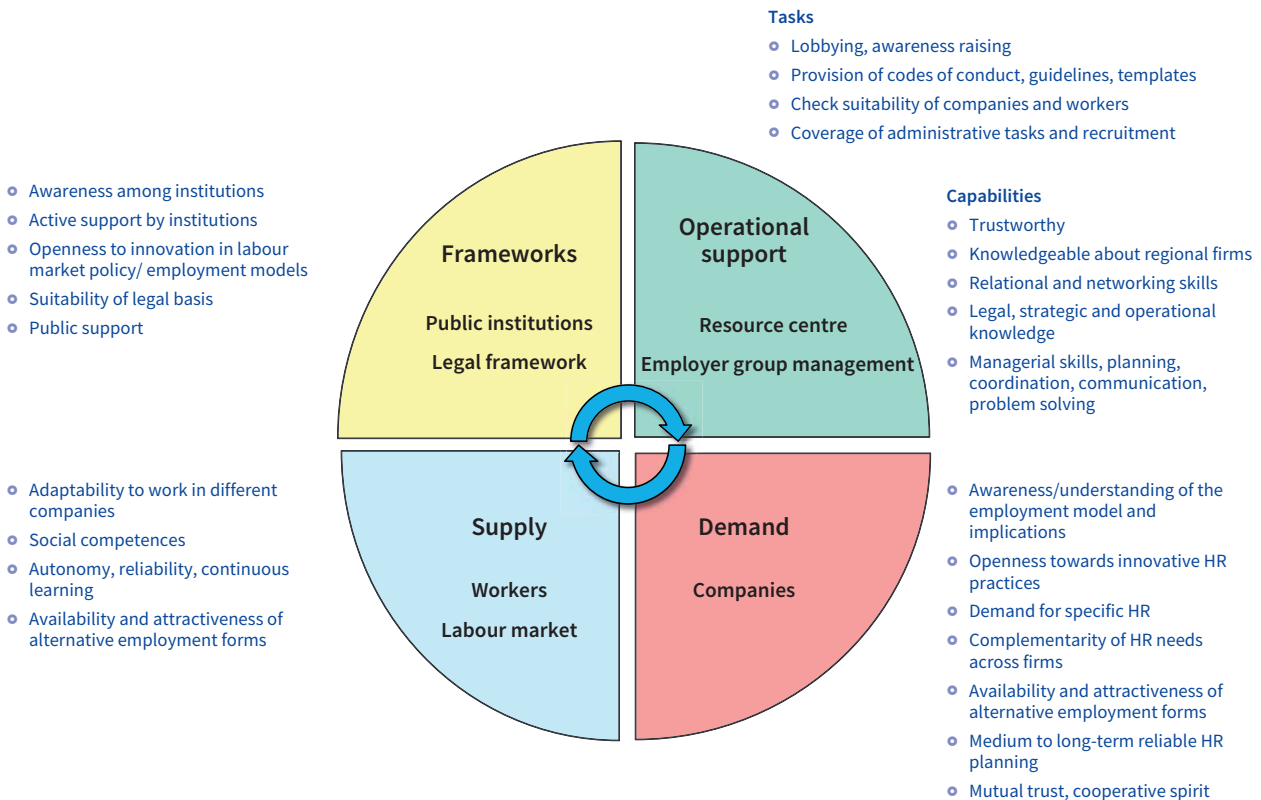 Tasks
Lobbying, awareness raising
Provision of codes of conduct, guidelines, templates
Check suitability of companies and workers
Coverage of administrative tasks and recruitment
Awareness among institutions
Active support by institutions
Openness to innovation in labour
market policy/ employment models
Suitability of legal basis
Public support
Frameworks
Public institutions
Legal framework
Operational
support
Resource centre
Employer group management
Capabilities
Trustworthy
Knowledgeable about regional firms
Relational and networking skills
Legal, strategic and operational
knowledge
Managerial skills, planning,
coordination, communication,
problem solving
Adaptability to work in different
companies
Social competences
Autonomy, reliability, continuous
learning
Availability and attractiveness of
alternative employment forms
Supply
Workers
Labour market
Demand
Companies
Awareness/understanding of the
employment model and
implications
Openness towards innovative HR
practices
Demand for specific HR
Complementarity of HR needs
across firms
Availability and attractiveness of
alternative employment forms
Medium to long-term reliable HR
planning
Mutual trust, cooperative spirit